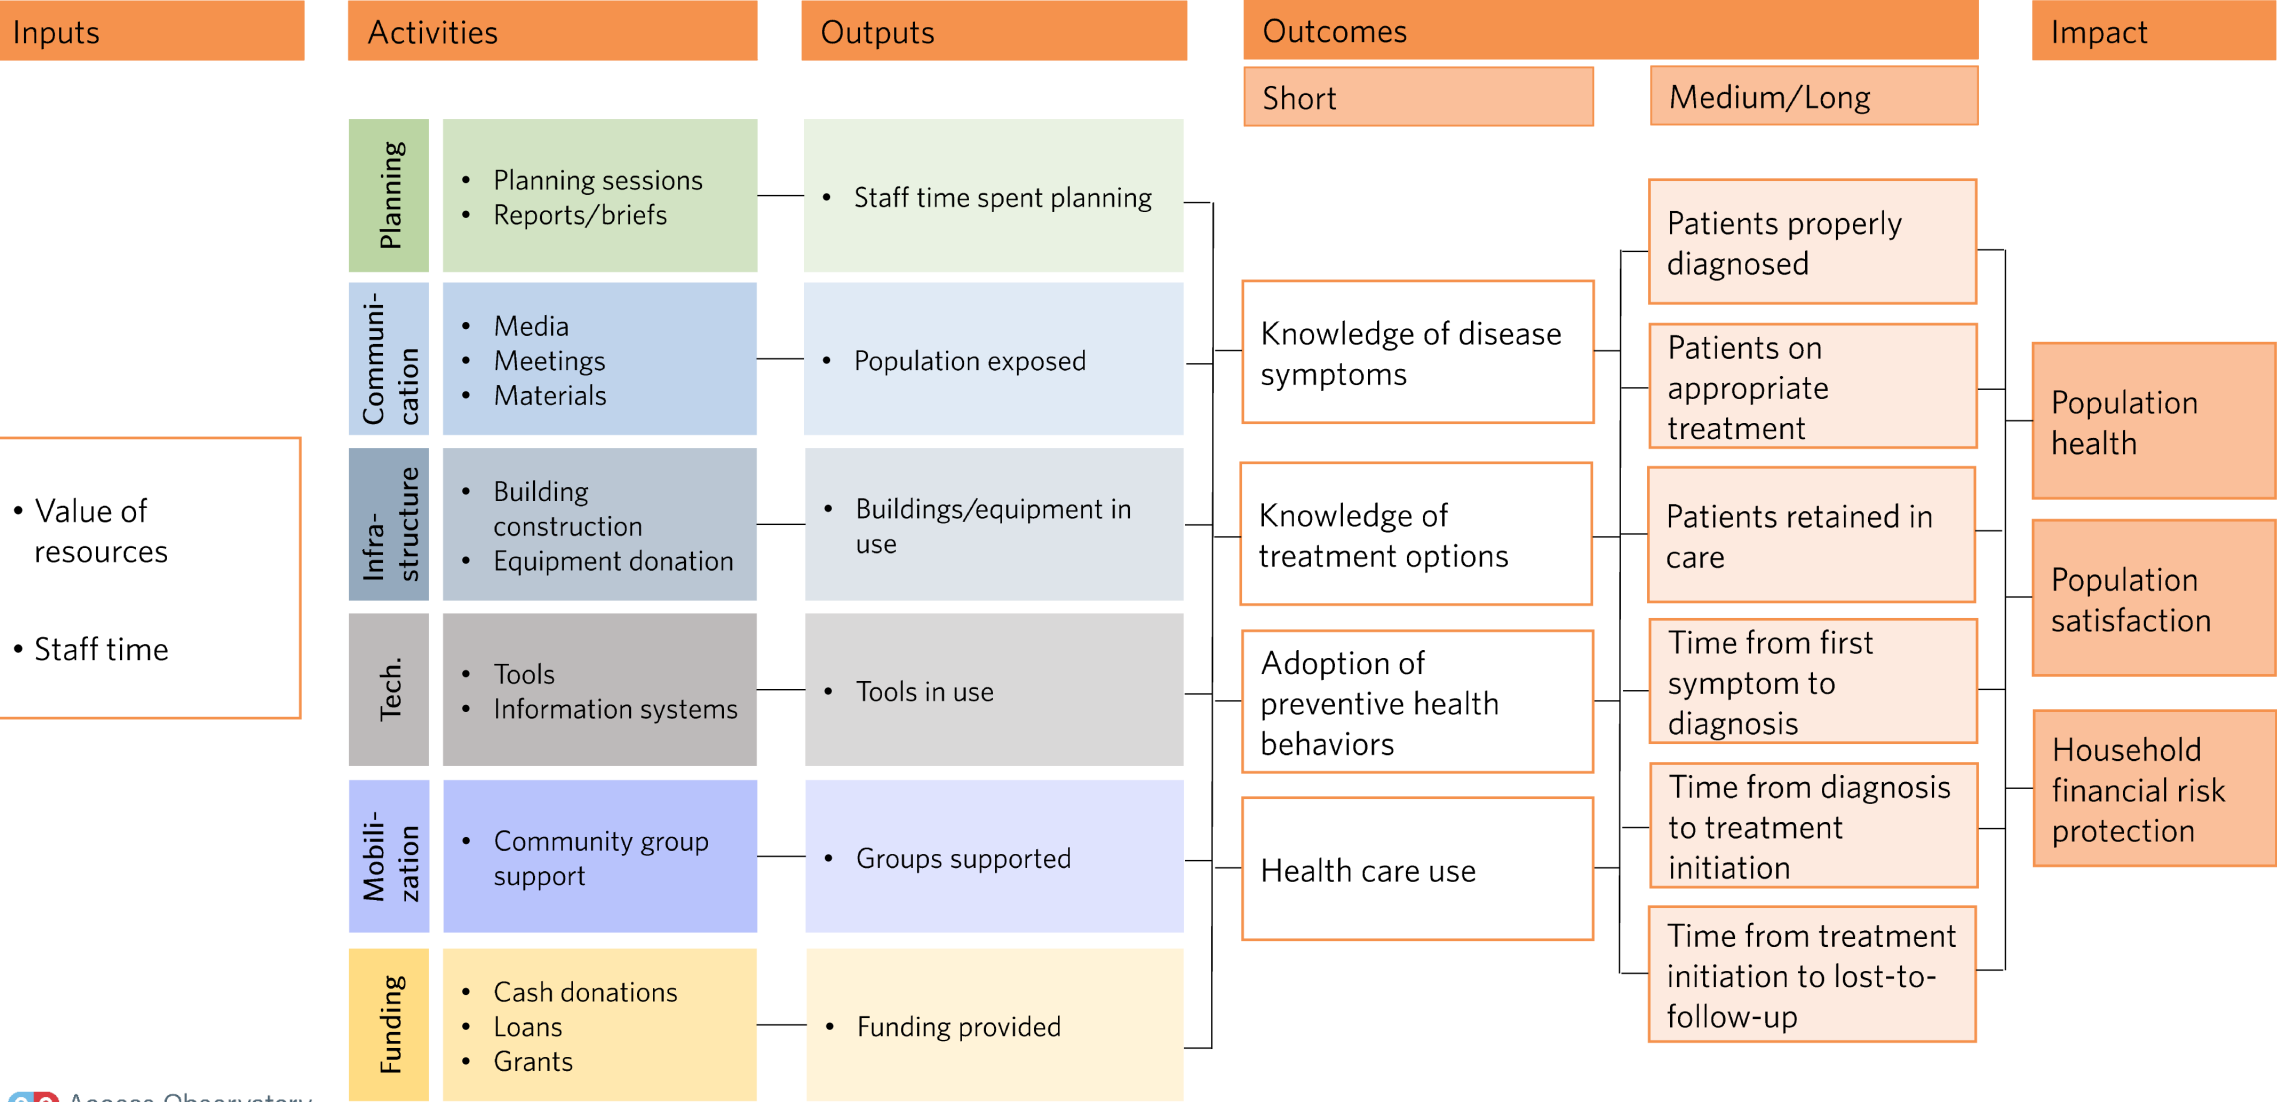 Inputs
Activities
Outputs
Outcomes
Impact
Short
Medium/Long
• Value of
resources
• Staff time
Planning
• Planning sessions
• Reports/briefs
• Staff time spent planning
Communi-
cation
• Media
• Meetings
• Materials
• Population exposed
Infra-
structure
• Building
construction
• Equipment donation
• Buildings/equipment in
use
Tech.
• Tools
• Information systems
• Tools in use
Mobili-
zation
• Community group
support
• Groups supported
Funding
• Cash donations
• Loans
• Grants
• Funding provided
Knowledge of disease
symptoms
Knowledge of
treatment options
Adoption of
preventive health
behaviors
Health care use
Patients properly
diagnosed
Patients on
appropriate
treatment
Patients retained in
care
Time from first
symptom to
diagnosis
Time from diagnosis
to treatment
initiation
Time from treatment
initiation to lost-to-
follow-up
Population
health
Population
satisfaction
Household
financial risk
protection
Access Observatory